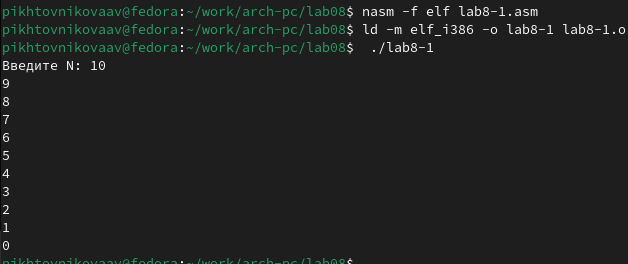 pikhtovnikovaav@fedora:~/work/arch-pc/lab08$ nasm -f elf lab8-1.asm
pikhtovnikovaav@fedora:~/work/arch-pc/lab08$ ld -m elf_i386 -o lab8-1 lab8-1.o
pikhtovnikovaav@fedora:~/work/arch-pc/lab08$  ./lab8-1
Введите N: 10
9
8
7
6
5
4
3
2
1
0
pikhtovnikovaav@fedora:~/work/arch-pc/lab08$